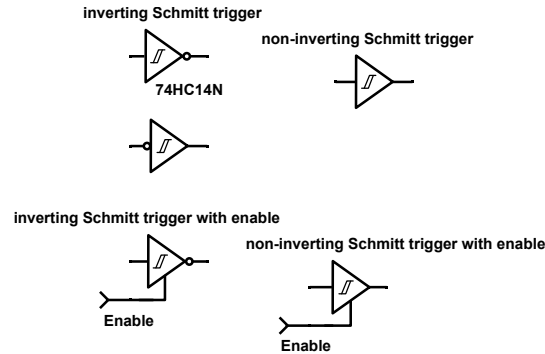 inverting Schmitt trigger
non-inverting Schmitt trigger
74HC14N
inverting Schmitt trigger with enable
non-inverting Schmitt trigger with enable
Enable
Enable